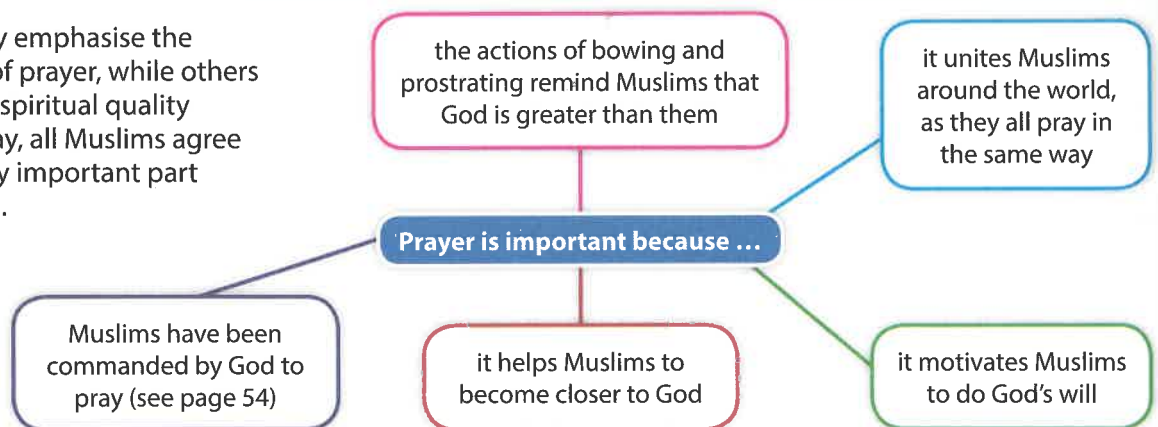 y emphasise the
of prayer, while others
spiritual quality
ay, all Muslims agree
y important part
.
the actions of bowing and
prostrating remind Muslims that
God is greater than them
it unites Muslims
around the world,
as they all pray in
the same way
Prayer is important because ...
Muslims have been
commanded by God to
pray (see page 54)
it helps Muslims to
become closer to God
it motivates Muslims
to do God's will